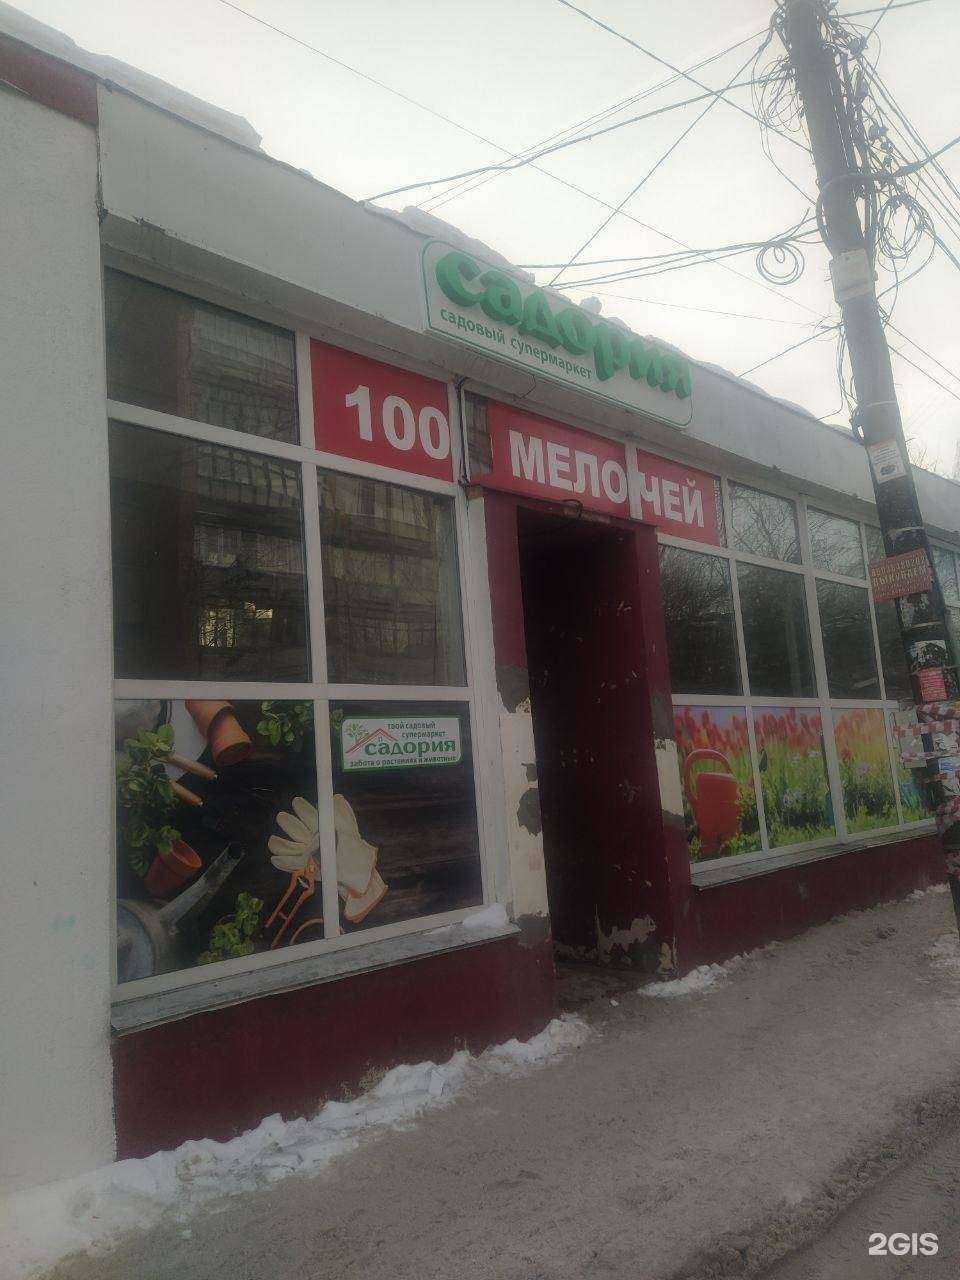 садория
садовый супермаркет
100 МЕЛОЧЕЙ
твой садовый
супермаркет
садория
забота о растениях и животных
2GIS